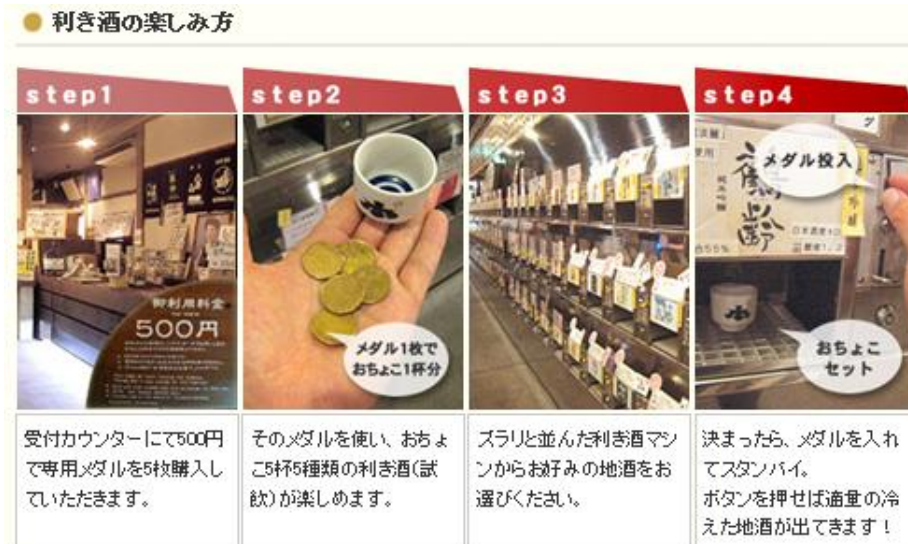 利き酒の楽しみ方
step1
step2
step3
step4
御利用料金
500円
メダル1枚で
おちょこ1杯分
メダル投入
おちょこ
セット
受付カウンターにて500円
で専用メダルを5枚購入し
ていただきます。
そのメダルを使い、おちょ
こ5杯5種類の利き酒(試
飲)が楽しめます。
ズラリと並んだ利き酒マシ
ンからお好みの地酒をお
選びください。
決まったら、メダルを入れ
てスタンバイ。
ボタンを押せば適量の冷
えた地酒が出てきます！